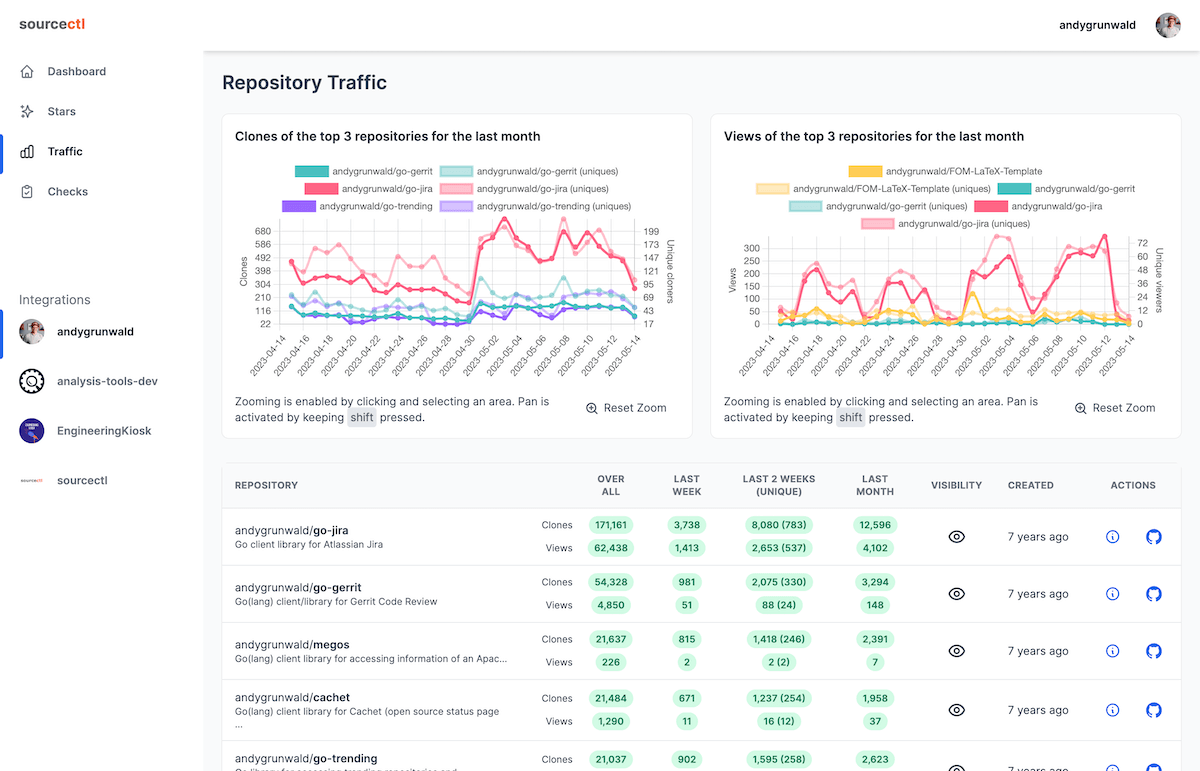 sourcectl
andygrunwald
Dashboard
Stars
Traffic
Checks
Integrations
andygrunwald
analysis-tools-dev
EngineeringKiosk
sourcectl
Repository Traffic
Clones of the top 3 repositories for the last month
andygrunwald/go-gerrit andygrunwald/go-gerrit (uniques)
andygrunwald/go-jira andygrunwald/go-jira (uniques)
andygrunwald/go-trending andygrunwald/go-trending (uniques)
Clones
680
586
492
398
304
210
116
22
199
173
147
121
95
69
43
17
Unique cloners
2023-04-14 2023-04-16 2023-04-18 2023-04-20 2023-04-22 2023-04-24 2023-04-26 2023-04-28 2023-04-30 2023-05-02 2023-05-04 2023-05-06 2023-05-08 2023-05-10 2023-05-12 2023-05-14
Zooming is enabled by clicking and selecting an area. Pan is
activated by keeping shift pressed.
Reset Zoom
Views of the top 3 repositories for the last month
andygrunwald/FOM-LaTeX-Template
andygrunwald/FOM-LaTeX-Template (uniques) andygrunwald/go-gerrit
andygrunwald/go-gerrit (uniques) andygrunwald/go-jira
andygrunwald/go-jira (uniques)
Views
300
250
200
150
100
50
0
72
60
48
36
24
12
0
Unique viewers
2023-04-14 2023-04-16 2023-04-18 2023-04-20 2023-04-22 2023-04-24 2023-04-26 2023-04-28 2023-04-30 2023-05-02 2023-05-04 2023-05-06 2023-05-08 2023-05-10 2023-05-12 2023-05-14
Zooming is enabled by clicking and selecting an area. Pan is
activated by keeping shift pressed.
Reset Zoom
REPOSITORY OVER ALL LAST WEEK LAST 2 WEEKS (UNIQUE) LAST MONTH VISIBILITY CREATED ACTIONS
andygrunwald/go-jira
Go client library for Atlassian Jira
Clones 171,161 3,738 8,080 (783) 12,596
Views 62,438 1,413 2,653 (537) 4,102
7 years ago
andygrunwald/go-gerrit
Go(lang) client/library for Gerrit Code Review
Clones 54,328 981 2,075 (330) 3,294
Views 4,850 51 88 (24) 148
7 years ago
andygrunwald/megos
Go(lang) client library for accessing information of an Apac...
Clones 21,637 815 1,418 (246) 2,391
Views 226 2 2 (2) 7
7 years ago
andygrunwald/cachet
Go(lang) client library for Cachet (open source status page
...
Clones 21,484 671 1,237 (254) 1,958
Views 1,290 11 16 (12) 37
7 years ago
andygrunwald/go-trending
Clones 21,037 902 1,595 (258) 2,623